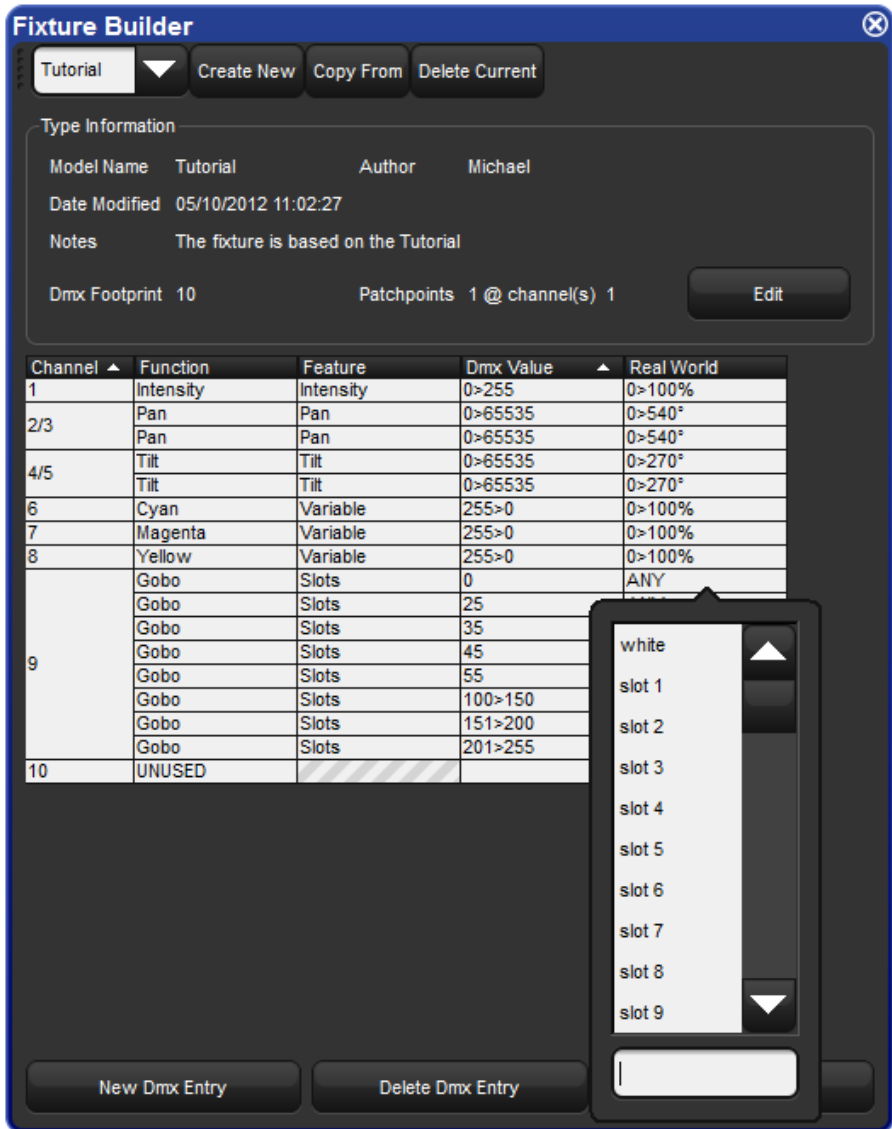 Fixture Builder
Tutorial Create New Copy From Delete Current
Type Information
Model Name Tutorial Author Michael
Date Modified 05/10/2012 11:02:27
Notes The fixture is based on the Tutorial
Dmx Footprint 10 Patchpoints 1 @ channel(s) 1 Edit
Channel Function Feature Dmx Value Real World
1 Intensity Intensity 0>255 0>100%
2/3 Pan Pan 0>65535 0>540°
Pan Pan 0>65535 0>540°
4/5 Tilt Tilt 0>65535 0>270°
Tilt Tilt 0>65535 0>270°
6 Cyan Variable 255>0 0>100%
7 Magenta Variable 255>0 0>100%
8 Yellow Variable 255>0 0>100%
9 Gobo Slots 0 ANY
Gobo Slots 25
Gobo Slots 35
Gobo Slots 45
Gobo Slots 55
Gobo Slots 100>150
Gobo Slots 151>200
Gobo Slots 201>255
10 UNUSED
white
slot 1
slot 2
slot 3
slot 4
slot 5
slot 6
slot 7
slot 8
slot 9
New Dmx Entry Delete Dmx Entry